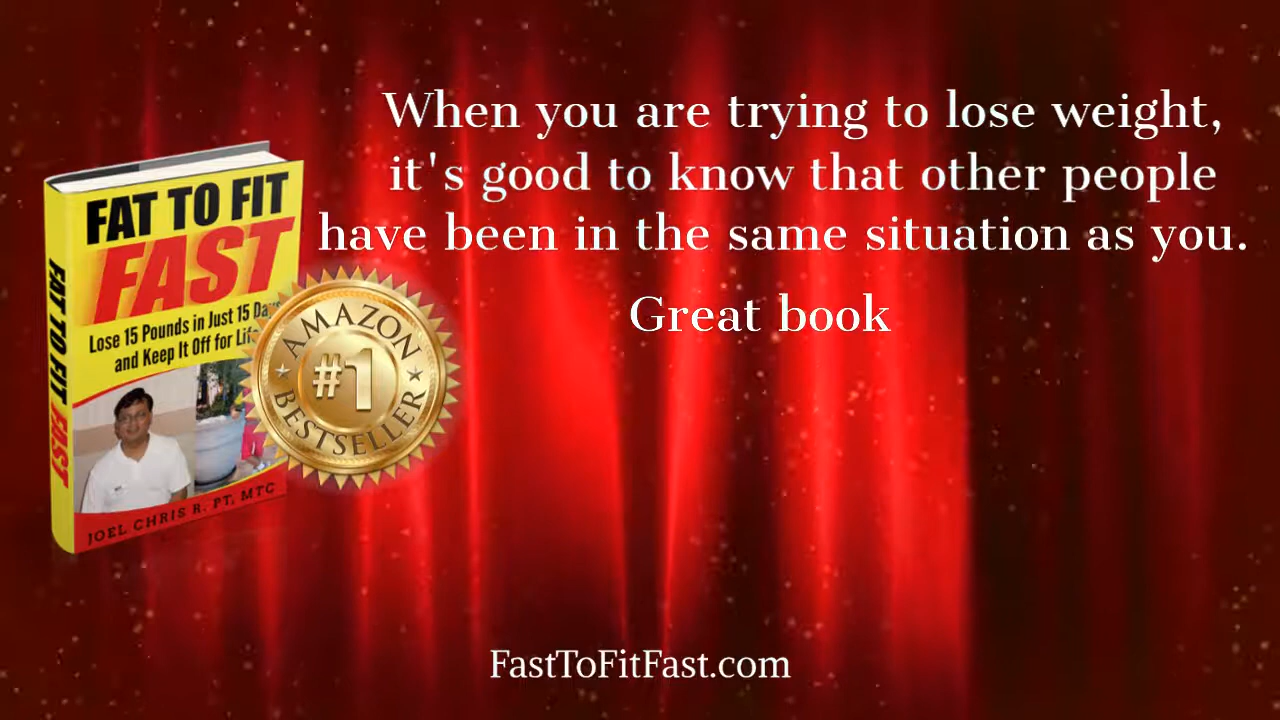 When you are trying to lose weight,
it's good to know that other people
have been in the same situation as you.
Great book
FAT TO FIT
FAST
Lose 15 Pounds in Just 15 Days
and Keep It Off for
JOEL CHRIS R. PT, MTC
FAT TO FIT FAST
AMAZON
#1
BESTSELLER
FastToFitFast.com